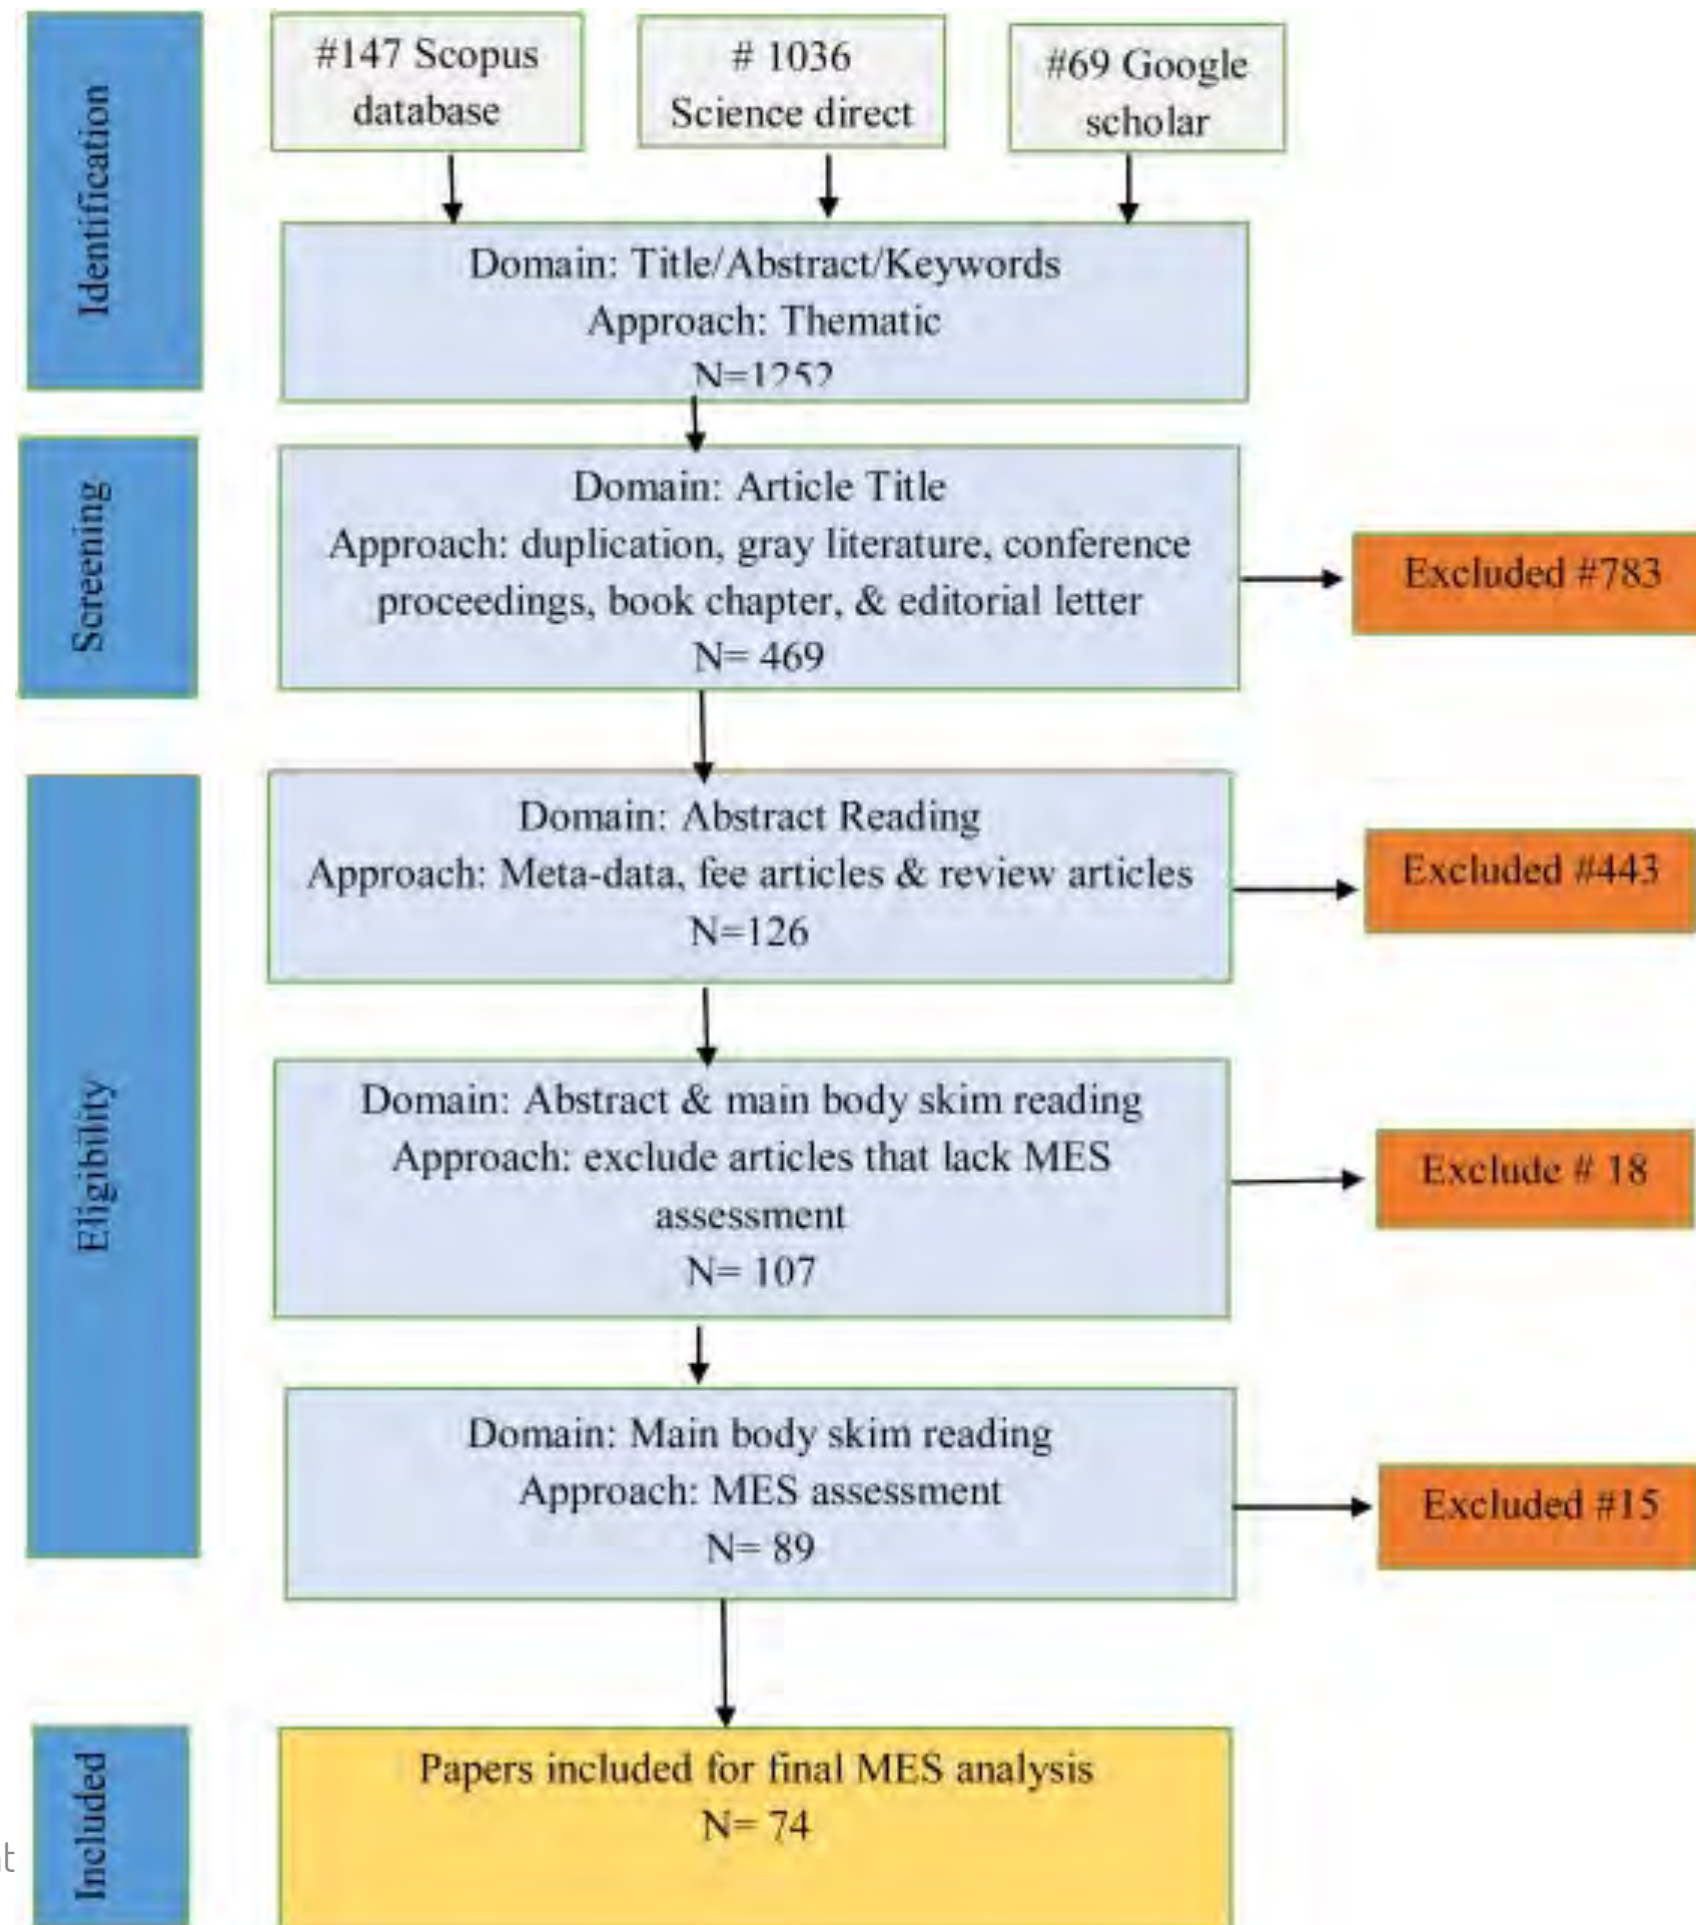 Identification
#147 Scopus
database
# 1036
Science direct
#69 Google
scholar
Domain: Title/Abstract/Keywords
Approach: Thematic
N=1252
Screening
Domain: Article Title
Approach: duplication, gray literature, conference
proceedings, book chapter, & editorial letter
N= 469
Excluded #783
Eligibility
Domain: Abstract Reading
Approach: Meta-data, fee articles & review articles
N=126
Excluded #443
Domain: Abstract & main body skim reading
Approach: exclude articles that lack MES
assessment
N= 107
Exclude # 18
Domain: Main body skim reading
Approach: MES assessment
N= 89
Excluded #15
Included
Papers included for final MES analysis
N= 74